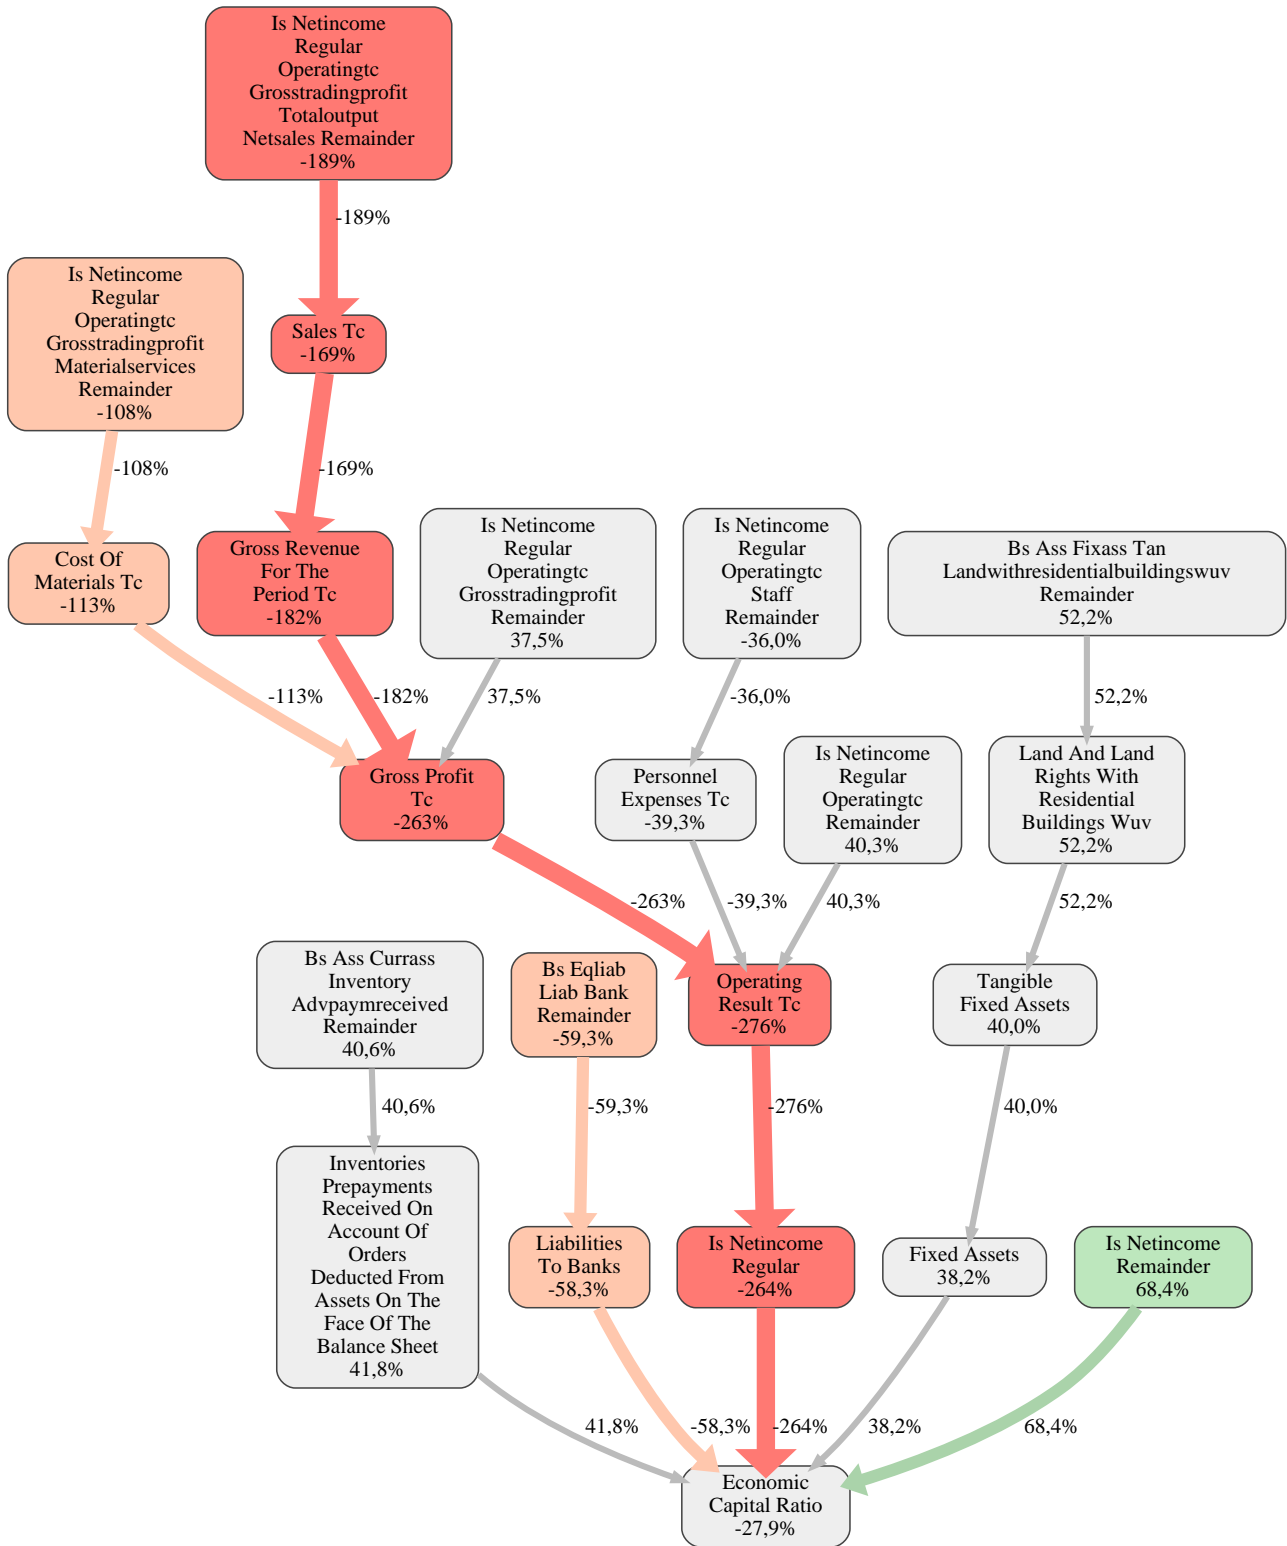 Is Netincome
Regular
Operatingtc
Grosstradingprofit
Totaloutput
Netsales Remainder
-189%
-189%
Is Netincome
Regular
Operatingtc
Grosstradingprofit
Materialservices
Remainder
-108%
Sales Tc
-169%
-108%
-169%
Cost Of
Materials Tc
-113%
Gross Revenue
For The
Period Tc
-182%
Is Netincome
Regular
Operatingtc
Grosstradingprofit
Remainder
37,5%
Is Netincome
Regular
Operatingtc
Staff
Remainder
-36,0%
Bs Ass Fixass Tan
Landwithresidentialbuildingswuv
Remainder
52,2%
-113%
-182%
37,5%
-36,0%
52,2%
Gross Profit
Tc
-263%
Personnel
Expenses Tc
-39,3%
Is Netincome
Regular
Operatingtc
Remainder
40,3%
Land And Land
Rights With
Residential
Buildings Wuv
52,2%
-263%
-39,3%
40,3%
52,2%
Bs Ass Currass
Inventory
Advpaymreceived
Remainder
40,6%
Bs Eqliab
Liab Bank
Remainder
-59,3%
Operating
Result Tc
-276%
Tangible
Fixed Assets
40,0%
40,6%
-59,3%
-276%
40,0%
Inventories
Prepayments
Received On
Account Of
Orders
Deducted From
Assets On The
Face Of The
Balance Sheet
41,8%
Liabilities
To Banks
-58,3%
Is Netincome
Regular
-264%
Fixed Assets
38,2%
Is Netincome
Remainder
68,4%
41,8%
-58,3%
-264%
38,2%
68,4%
Economic
Capital Ratio
-27,9%